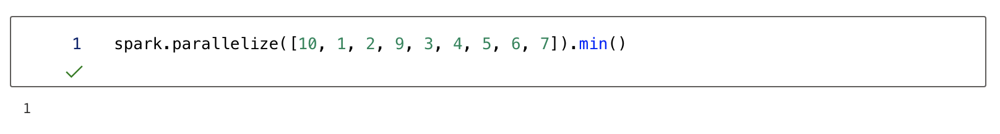 1 spark.parallelize([10, 1, 2, 9, 3, 4, 5, 6, 7]).min()
1